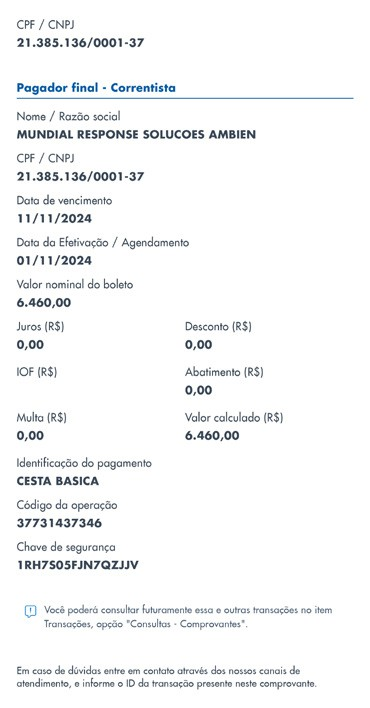 CPF / CNPJ
21.385.136/0001-37
Pagador final - Correntista
Nome / Razão social
MUNDIAL RESPONSE SOLUCOES AMBIEN
CPF / CNPJ
21.385.136/0001-37
Data de vencimento
11/11/2024
Data da Efetivação / Agendamento
01/11/2024
Valor nominal do boleto
6.460,00
Juros (R$) Desconto (R$)
0,00 0,00
IOF (R$) Abatimento (R$)
0,00
Multa (R$) Valor calculado (R$)
0,00 6.460,00
Identificação do pagamento
CESTA BASICA
Código da operação
37731437346
Chave de segurança
1RH7S05FJN7QZJJV
Você poderá consultar futuramente essa e outras transações no item
Transações, opção "Consultas - Comprovantes".
Em caso de dúvidas entre em contato através dos nossos canais de
atendimento, e informe o ID da transação presente neste comprovante.